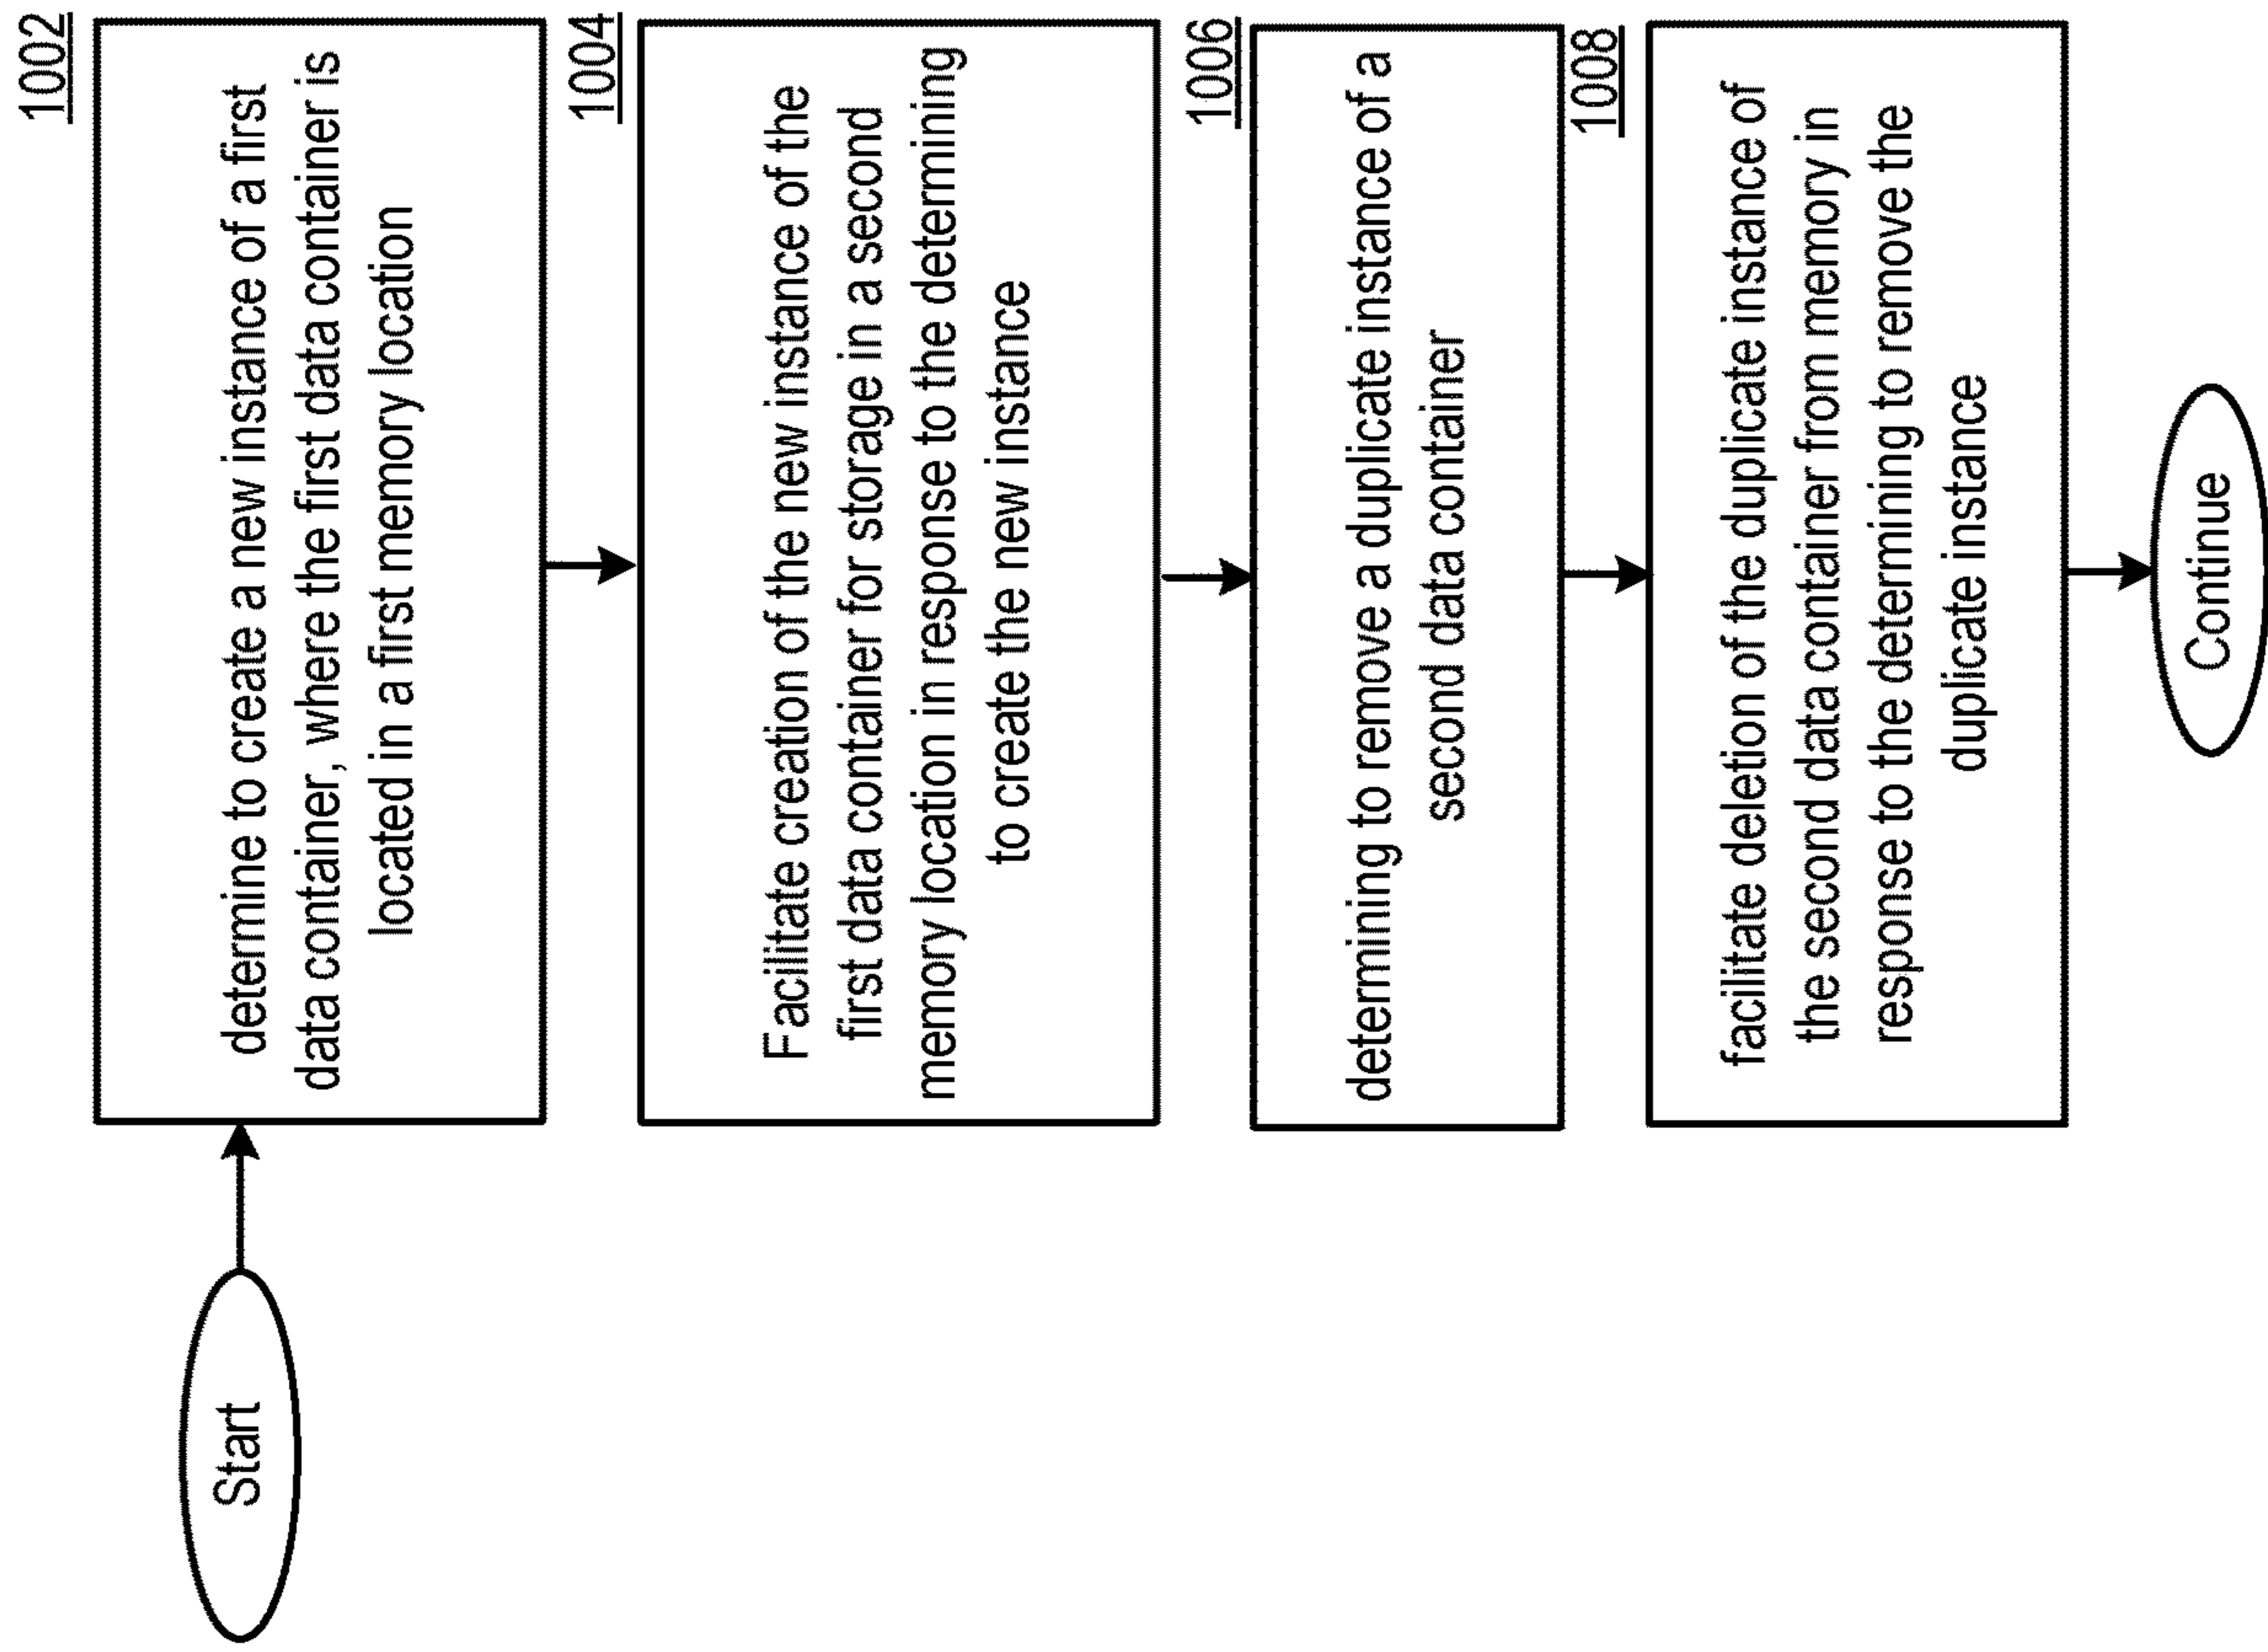 Start
1002
determine to create a new instance of a first
data container, where the first data container is
located in a first memory location
1004
Facilitate creation of the new instance of the
first data container for storage in a second
memory location in response to the determining
to create the new instance
1006
determining to remove a duplicate instance of a
second data container
1008
facilitate deletion of the duplicate instance of
the second data container from memory in
response to the determining to remove the
duplicate instance
Continue